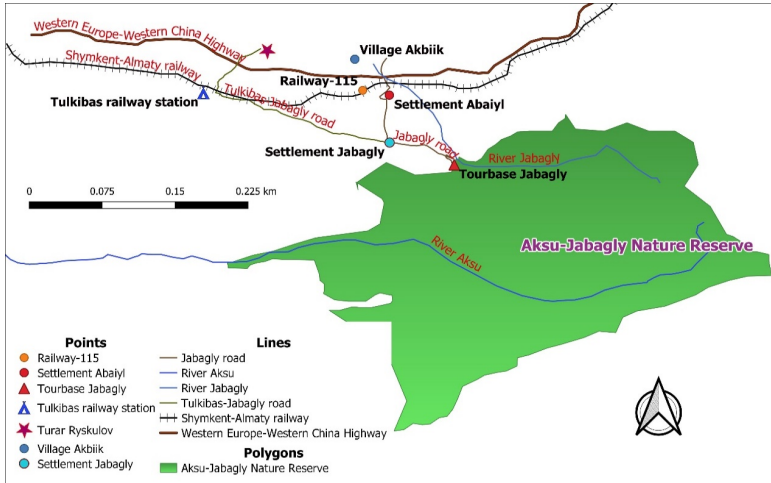 Western Europe-Western China Highway
Village Akbiik
Shymkent-Almaty railway
Railway-115
Tulkibas railway station
Tulkibas Jabagly road
Settlement Abaiyl
Settlement Jabagly
Jabagly road
River Jabagly
Tourbase Jabagly
0 0.075 0.15 0.225 km
River Aksu
Aksu-Jabagly Nature Reserve
Points
Railway-115
Settlement Abaiyl
Tourbase Jabagly
Tulkibas railway station
Turar Ryskulov
Village Akbiik
Settlement Jabagly
Lines
Jabagly road
River Aksu
River Jabagly
Tulkibas-Jabagly road
Shymkent-Almaty railway
Western Europe-Western China Highway
Polygons
Aksu-Jabagly Nature Reserve